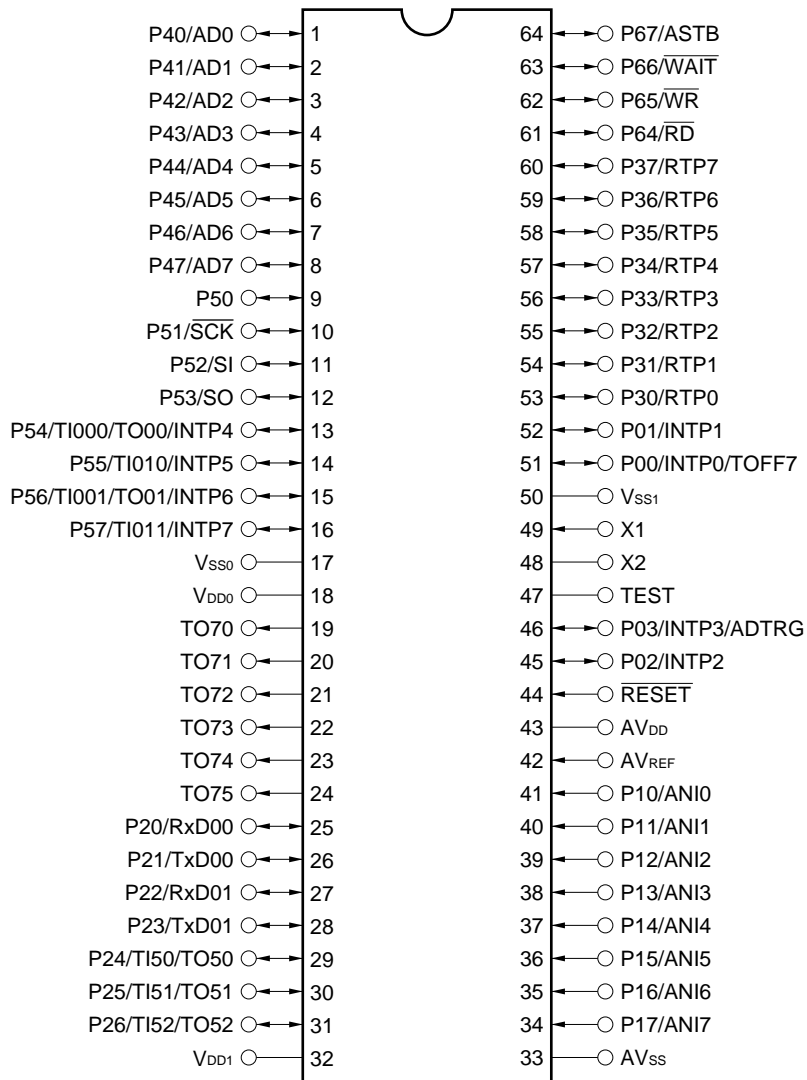 P40/AD0 1 64 P67/ASTB
P41/AD1 2 63 P66/WAIT
P42/AD2 3 62 P65/WR
P43/AD3 4 61 P64/RD
P44/AD4 5 60 P37/RTP7
P45/AD5 6 59 P36/RTP6
P46/AD6 7 58 P35/RTP5
P47/AD7 8 57 P34/RTP4
P50 9 56 P33/RTP3
P51/SCK 10 55 P32/RTP2
P52/SI 11 54 P31/RTP1
P53/SO 12 53 P30/RTP0
P54/TI000/TO00/INTP4 13 52 P01/INTP1
P55/TI010/INTP5 14 51 P00/INTP0/TOFF7
P56/TI001/TO01/INTP6 15 50 VSS1
P57/TI011/INTP7 16 49 X1
VSS0 17 48 X2
VDD0 18 47 TEST
TO70 19 46 P03/INTP3/ADTRG
TO71 20 45 P02/INTP2
TO72 21 44 RESET
TO73 22 43 AVDD
TO74 23 42 AVREF
TO75 24 41 P10/ANI0
P20/RxD00 25 40 P11/ANI1
P21/TxD00 26 39 P12/ANI2
P22/RxD01 27 38 P13/ANI3
P23/TxD01 28 37 P14/ANI4
P24/TI50/TO50 29 36 P15/ANI5
P25/TI51/TO51 30 35 P16/ANI6
P26/TI52/TO52 31 34 P17/ANI7
VDD1 32 33 AVSS